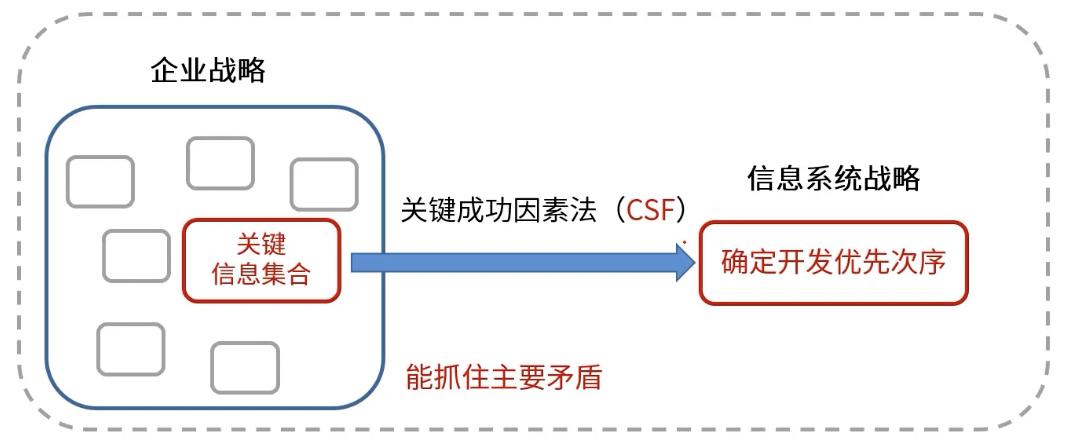 企业战略
信息系统战略
关键成功因素法（CSF）
关键
信息集合
确定开发优先次序
能抓住主要矛盾